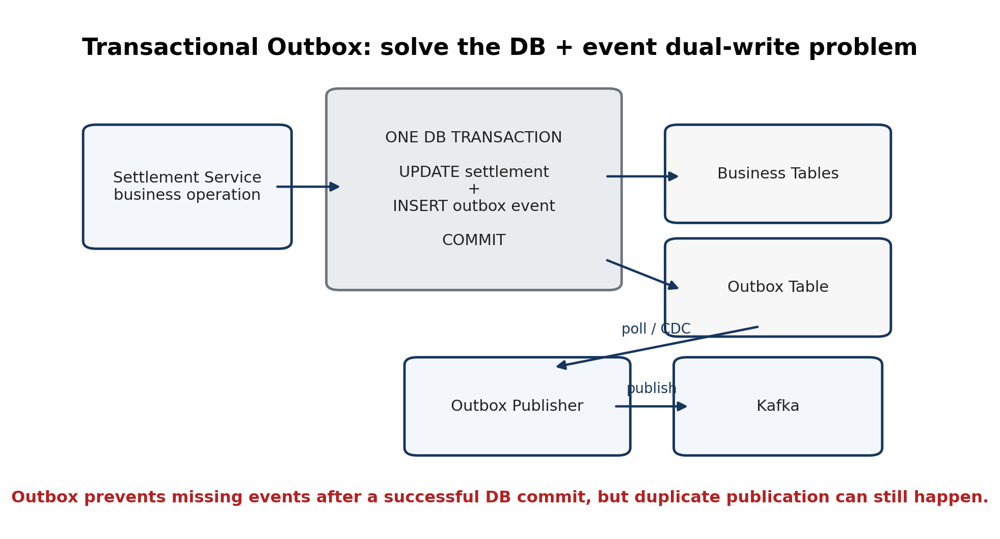 Transactional Outbox: solve the DB + event dual-write problem
Settlement Service
business operation
ONE DB TRANSACTION
UPDATE settlement
+
INSERT outbox event
COMMIT
Business Tables
Outbox Table
poll / CDC
Outbox Publisher
publish
Kafka
Outbox prevents missing events after a successful DB commit, but duplicate publication can still happen.